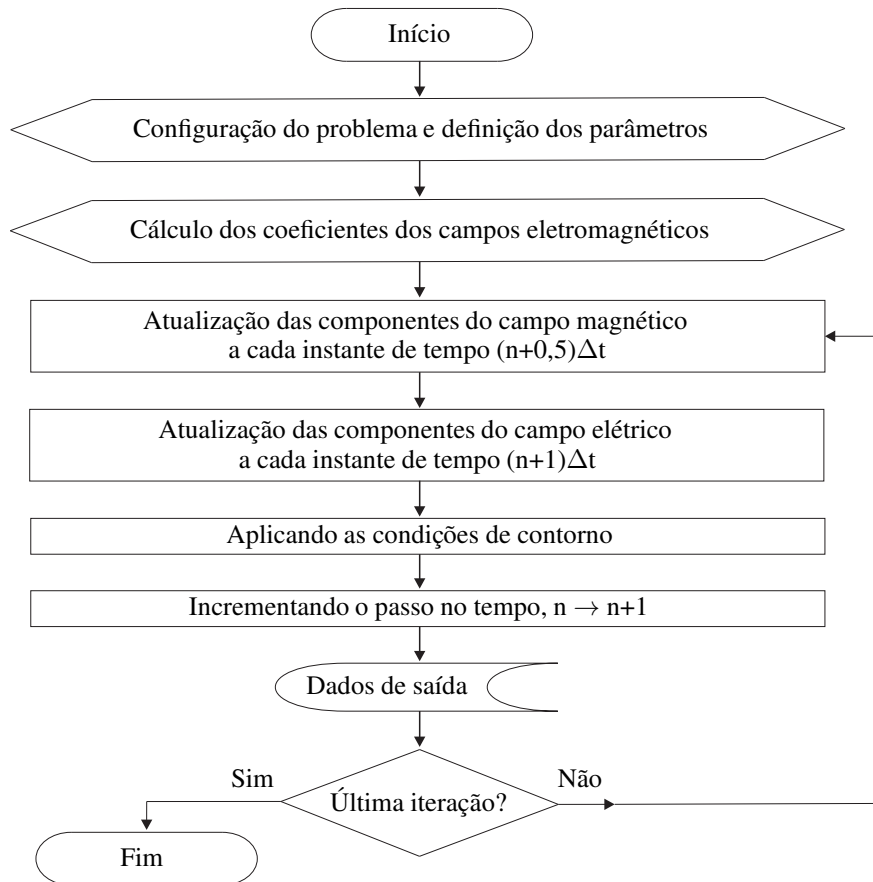 Início
Configuração do problema e definição dos parâmetros
Cálculo dos coeficientes dos campos eletromagnéticos
Atualização das componentes do campo magnético
a cada instante de tempo (n+0,5)Δt
Atualização das componentes do campo elétrico
a cada instante de tempo (n+1)Δt
Aplicando as condições de contorno
Incrementando o passo no tempo, n → n+1
Dados de saída
Sim
Última iteração?
Não
Fim